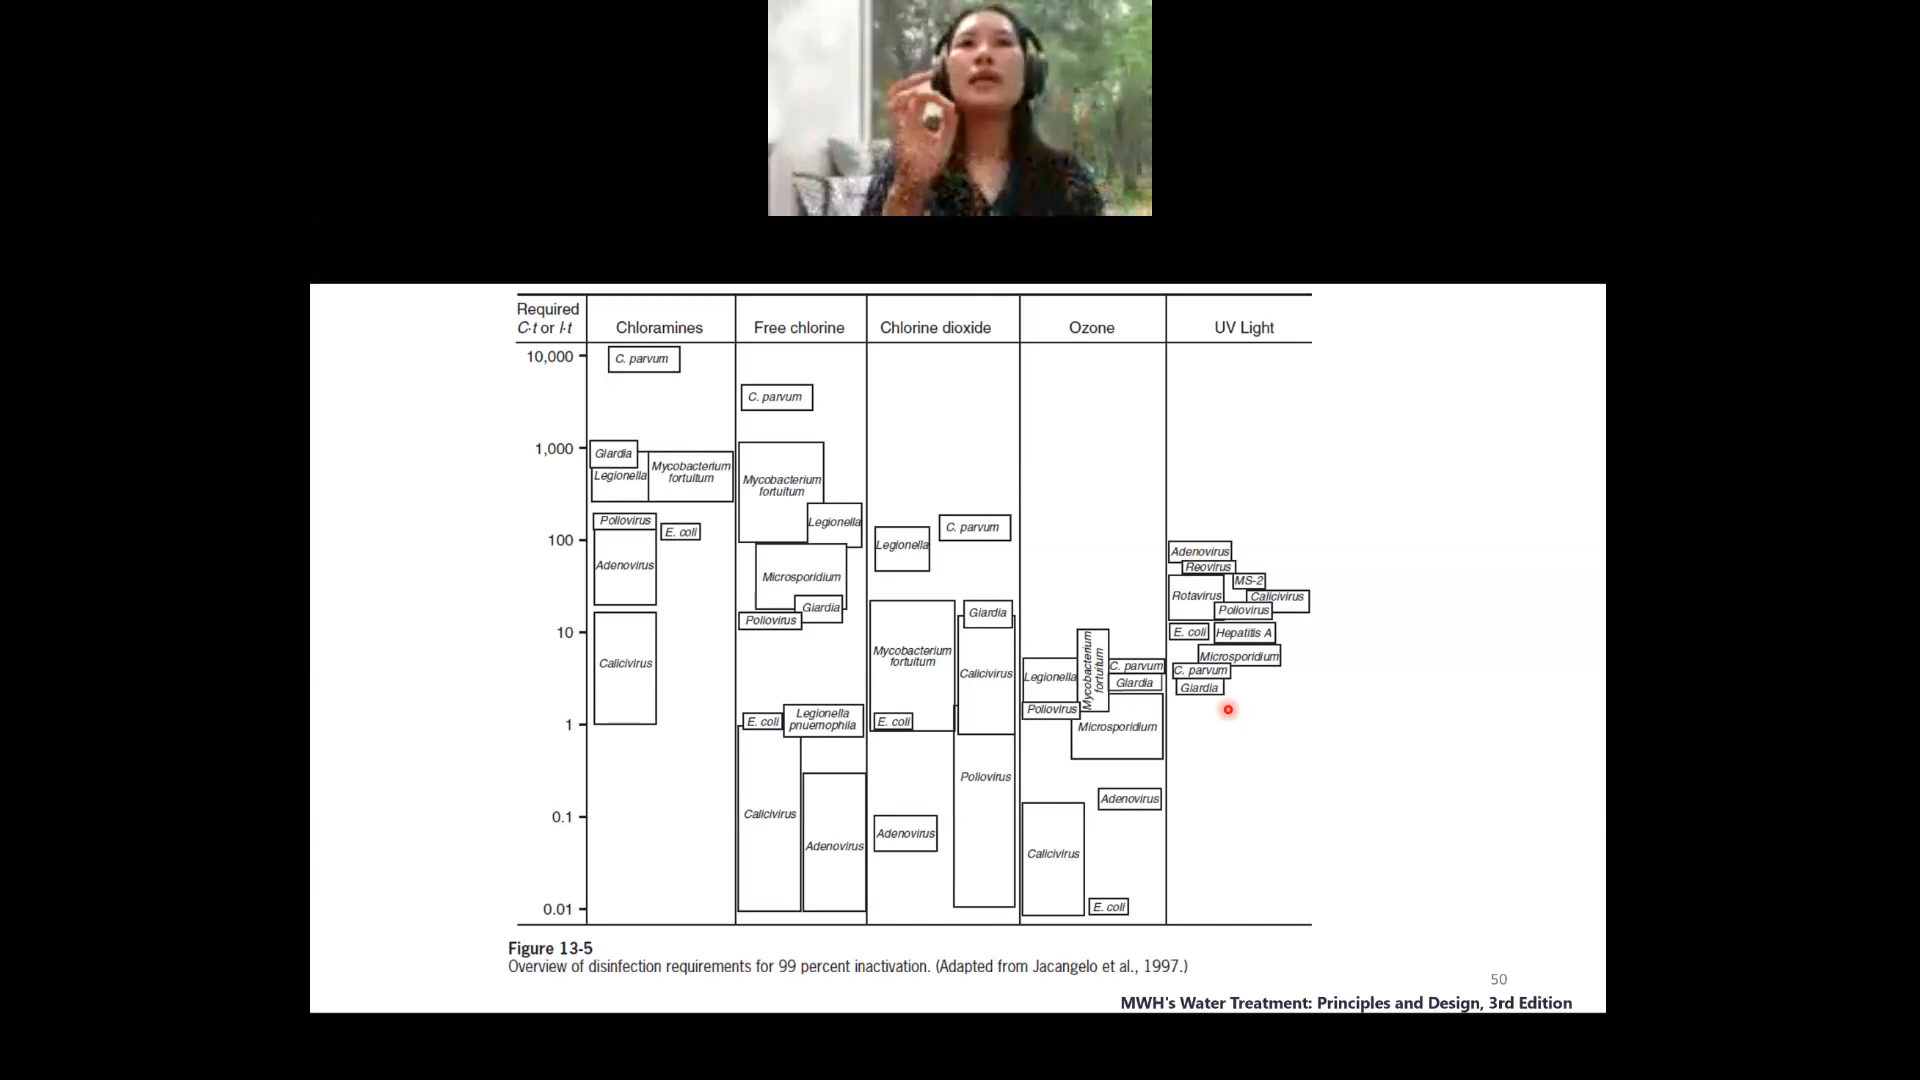 Required
C·t or I·t
Chloramines
Free chlorine
Chlorine dioxide
Ozone
UV Light
10,000
1,000
100
10
1
0.1
0.01
C. parvum
Giardia
Legionella
Mycobacterium
fortuitum
Poliovirus
E. coli
Adenovirus
Calicivirus
C. parvum
Mycobacterium
fortuitum
Legionella
Microsporidium
Giardia
Poliovirus
E. coli
Legionella
pnuemophila
Calicivirus
Adenovirus
Legionella
C. parvum
Giardia
Mycobacterium
fortuitum
Calicivirus
E. coli
Poliovirus
Adenovirus
Legionella
Mycobacterium
fortuitum
C. parvum
Giardia
Poliovirus
Microsporidium
Adenovirus
Calicivirus
E. coli
Adenovirus
Reovirus
MS-2
Rotavirus
Calicivirus
Poliovirus
E. coli
Hepatitis A
Microsporidium
C. parvum
Giardia
Figure 13-5
Overview of disinfection requirements for 99 percent inactivation. (Adapted from Jacangelo et al., 1997.)
50
MWH's Water Treatment: Principles and Design, 3rd Edition